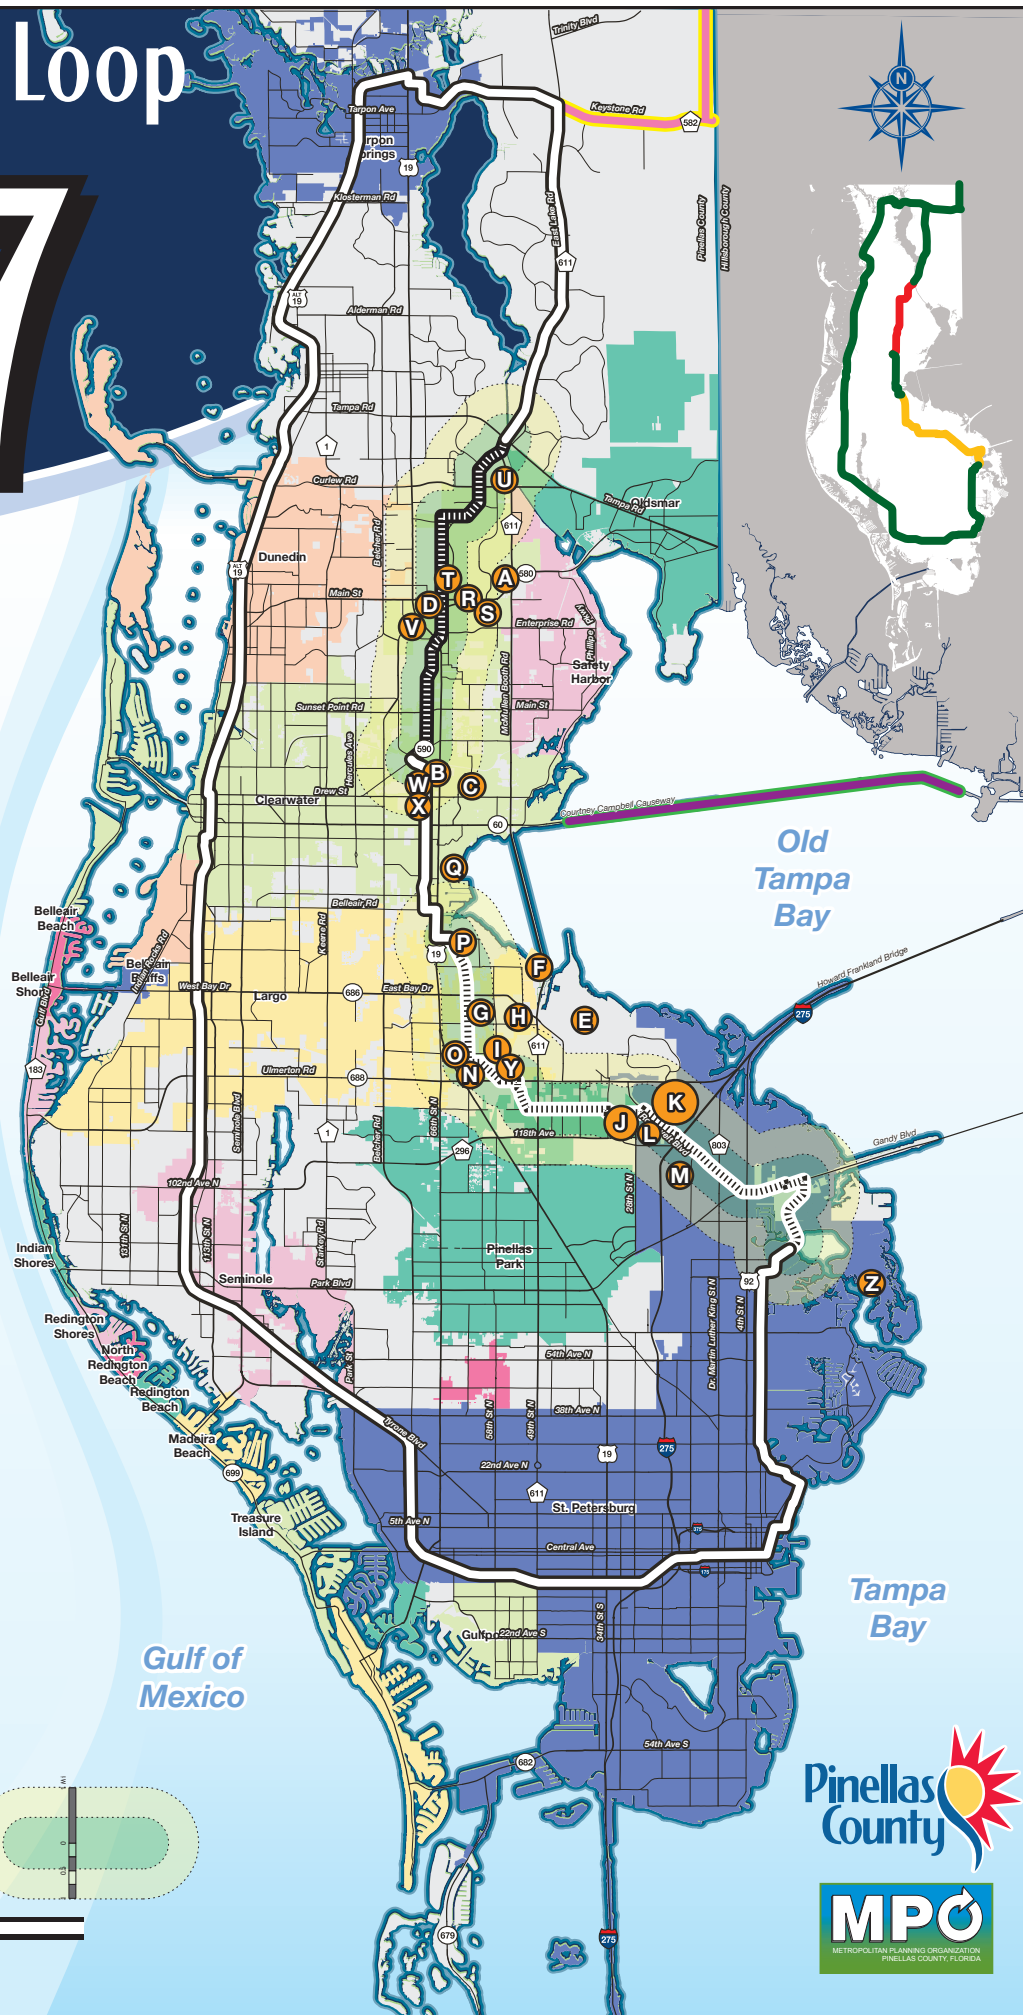 Loop
7
Trinity Blvd
Keystone Rd
582
N
Tarpon Ave
19
Klosterman Rd
East Lake Rd
611
Pinellas County
Hillsborough County
ALT
19
Alderman Rd
Tampa Rd
1
Curlew Rd
U
Tampa Rd
Oldsmar
611
Belcher Rd
Dunedin
ALT
19
Main St
T
A
580
D
R
S
V
Enterprise Rd
Safety
Harbor
McMullen Booth Rd
Sunset Point Rd
Main St
590
Hercules Ave
B
W
C
Drew St
X
Clearwater
60
Courtney Campbell Causeway
Old
Tampa
Bay
Q
Belleair Rd
Belleair
Beach
Keene Rd
P
19
F
Howard Frankland Bridge
Belleair
Shore
Gulf Blvd
West Bay Dr
East Bay Dr
Largo
686
275
G
H
E
611
O
I
Y
N
183
Ulmerton Rd
688
K
J
L
Seminole Blvd
Belcher Rd
66th St N
1
296
118th Ave
803
Gandy Blvd
M
102nd Ave N
28th St N
131th St N
113th St N
Starkey Rd
Indian
Shores
Pinellas
Park
Seminole
Park Blvd
92
Z
Dr. Martin Luther King St N
4th St N
Redington
Shores
North
Redington
Beach
Redington
Beach
Park St
54th Ave N
58th St N
49th St N
38th Ave N
Tyrone Blvd
Madeira
Beach
699
22nd Ave N
19
275
611
St. Petersburg
Treasure
Island
5th Ave N
375
Central Ave
175
34th St S
22nd Ave S
Tampa
Bay
Gulf of
Mexico
54th Ave S
682
Pinellas
County
679
275
MPO
METROPOLITAN PLANNING ORGANIZATION
PINELLAS COUNTY, FLORIDA